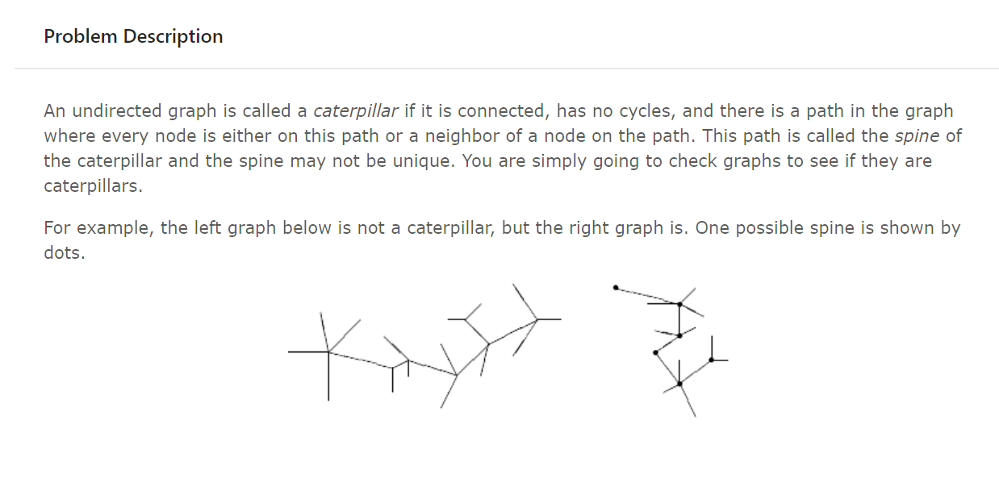 Problem Description
An undirected graph is called a caterpillar if it is connected, has no cycles, and there is a path in the graph
where every node is either on this path or a neighbor of a node on the path. This path is called the spine of
the caterpillar and the spine may not be unique. You are simply going to check graphs to see if they are
caterpillars.
For example, the left graph below is not a caterpillar, but the right graph is. One possible spine is shown by
dots.